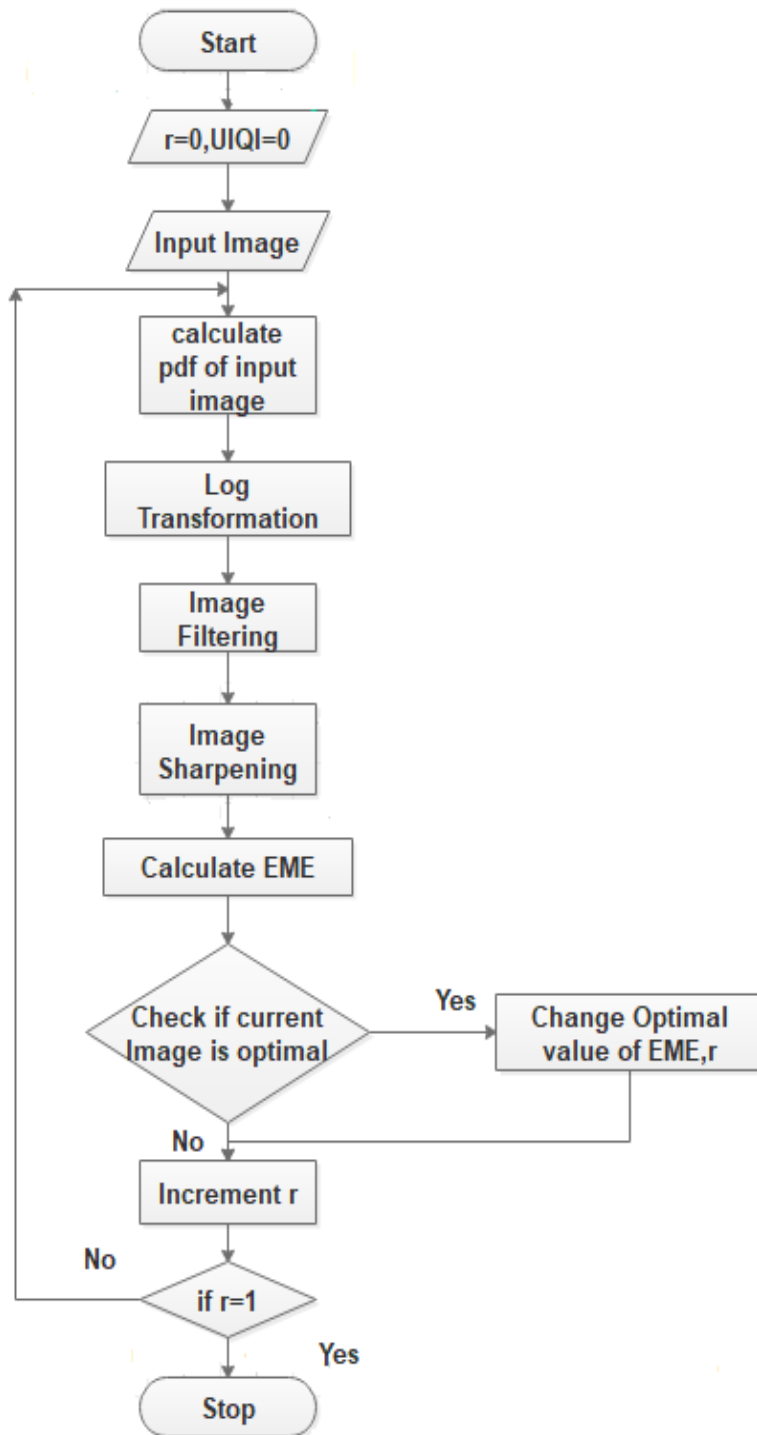 Start
r=0,UIQI=0
Input Image
calculate
pdf of input
image
Log
Transformation
Image
Filtering
Image
Sharpening
Calculate EME
Check if current
Image is optimal
Yes
Change Optimal
value of EME,r
No
Increment r
No
if r=1
Yes
Stop